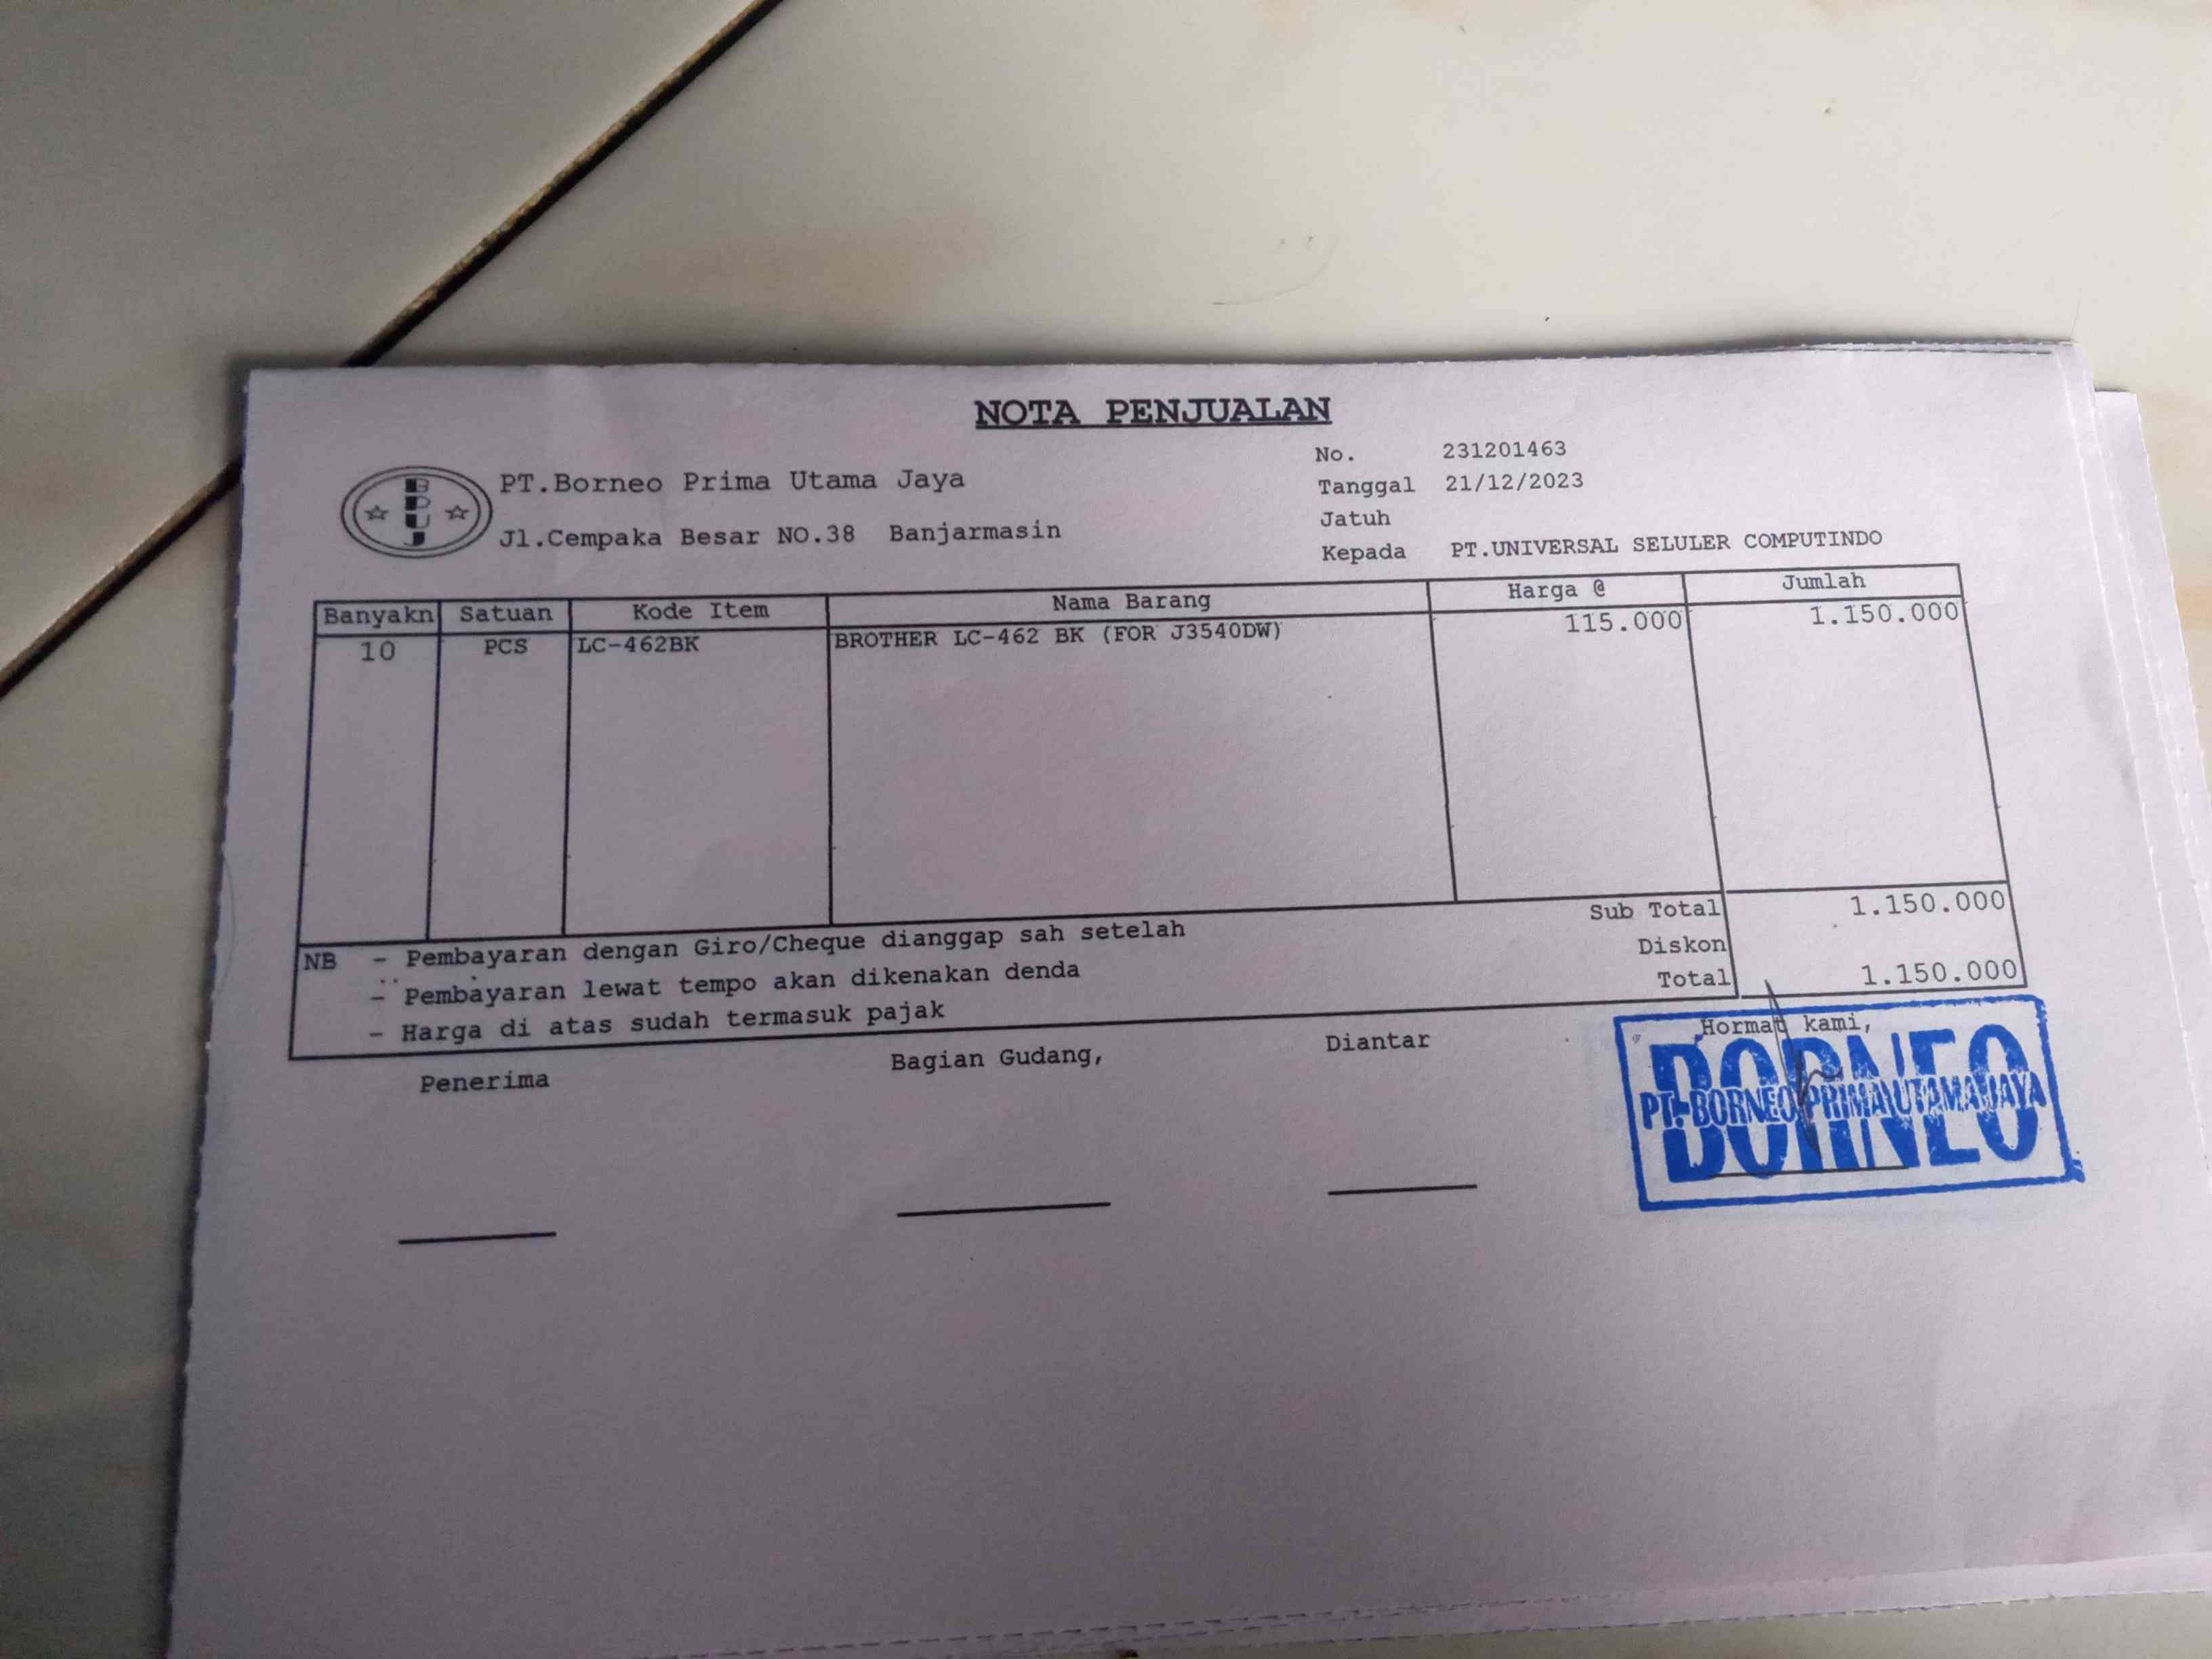 NOTA PENJUALAN
BPUJ
PT.Borneo Prima Utama Jaya
Jl.Cempaka Besar NO.38 Banjarmasin
No. 231201463
Tanggal 21/12/2023
Jatuh
Kepada PT.UNIVERSAL SELULER COMPUTINDO
Banyakn Satuan Kode Item Nama Barang Harga @ Jumlah
10 PCS LC-462BK BROTHER LC-462 BK (FOR J3540DW) 115.000 1.150.000
Sub Total 1.150.000
Diskon
Total 1.150.000
NB - Pembayaran dengan Giro/Cheque dianggap sah setelah
- Pembayaran lewat tempo akan dikenakan denda
- Harga di atas sudah termasuk pajak
Penerima Bagian Gudang, Diantar Hormat kami,
BORNEO
PT. BORNEO PRIMA UTAMA JAYA